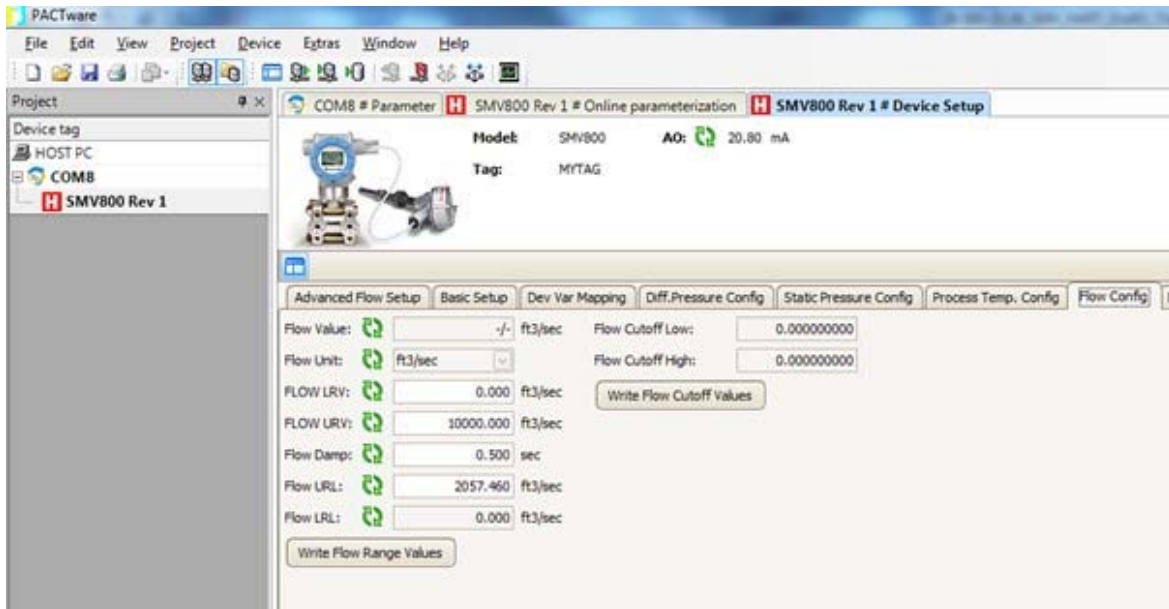 PACTware
File Edit View Project Device Extras Window Help
Project
COM8 # Parameter H SMV800 Rev 1 # Online parameterization H SMV800 Rev 1 # Device Setup
Device tag
HOST PC
COM8
H SMV800 Rev 1
Model: SMV800 AO: 20.80 mA
Tag: MYTAG
Advanced Flow Setup Basic Setup Dev Var Mapping Diff.Pressure Config Static Pressure Config Process Temp. Config Flow Config
Flow Value: -/- ft3/sec Flow Cutoff Low: 0.000000000
Flow Unit: ft3/sec Flow Cutoff High: 0.000000000
FLOW LRV: 0.000 ft3/sec Write Flow Cutoff Values
FLOW URV: 10000.000 ft3/sec
Flow Damp: 0.500 sec
Flow URL: 2057.460 ft3/sec
Flow LRL: 0.000 ft3/sec
Write Flow Range Values